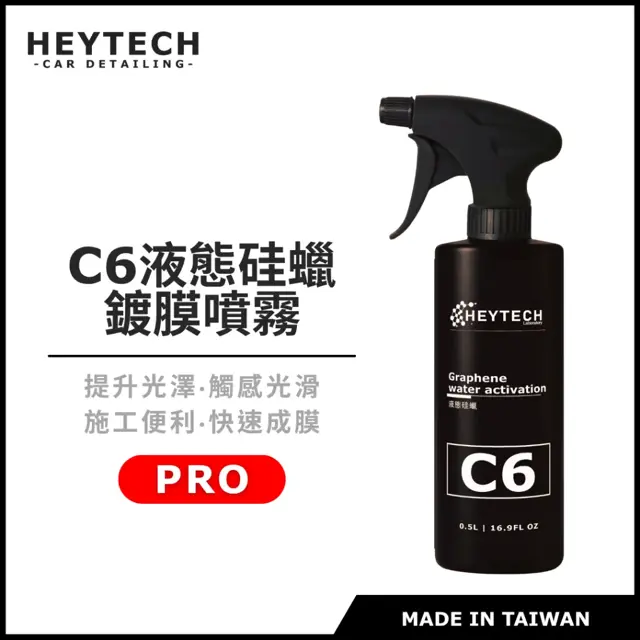 HEYTECH
-CAR DETAILING-
C6液態硅蠟
鍍膜噴霧
提升光澤·觸感光滑
施工便利·快速成膜
PRO
HEYTECH
Laboratory
Graphene
water activation
液態硅蠟
C6
0.5L | 16.9FL OZ
MADE IN TAIWAN